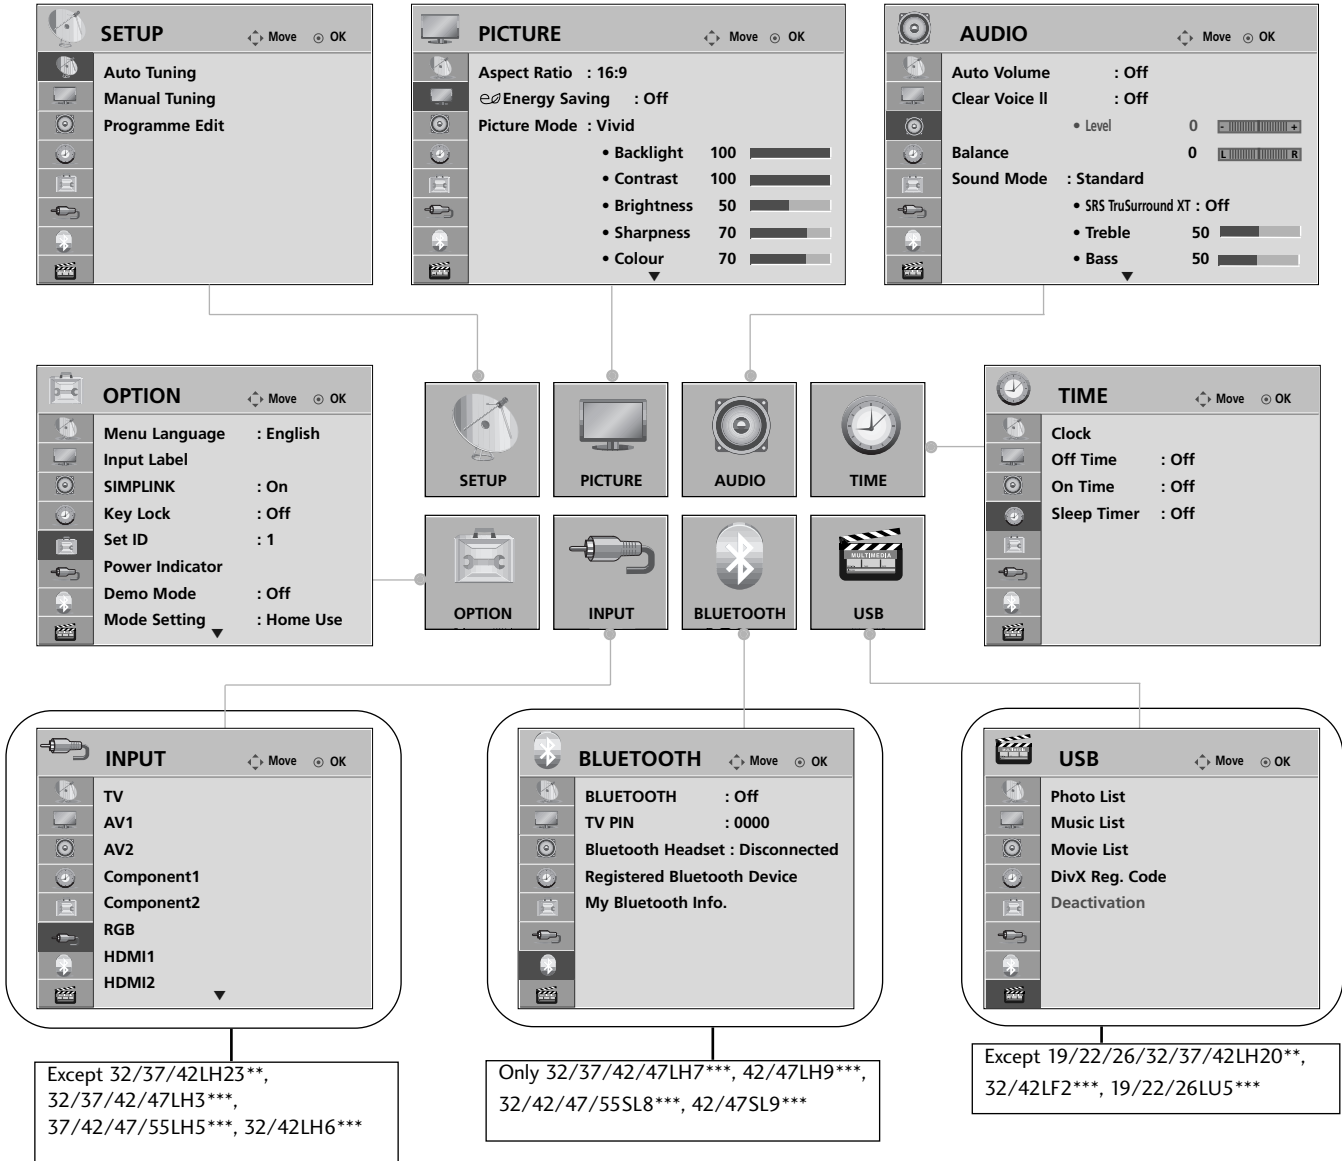 SETUP Move OK
Auto Tuning
Manual Tuning
Programme Edit
PICTURE Move OK
Aspect Ratio : 16:9
Energy Saving : Off
Picture Mode : Vivid
• Backlight 100
• Contrast 100
• Brightness 50
• Sharpness 70
• Colour 70
AUDIO Move OK
Auto Volume : Off
Clear Voice ll : Off
• Level 0 - +
Balance 0 L R
Sound Mode : Standard
• SRS TruSurround XT : Off
• Treble 50
• Bass 50
OPTION Move OK
Menu Language : English
Input Label
SIMPLINK : On
Key Lock : Off
Set ID : 1
Power Indicator
Demo Mode : Off
Mode Setting : Home Use
SETUP
PICTURE
AUDIO
TIME
OPTION
INPUT
BLUETOOTH
MULTIMEDIA
USB
TIME Move OK
Clock
Off Time : Off
On Time : Off
Sleep Timer : Off
INPUT Move OK
TV
AV1
AV2
Component1
Component2
RGB
HDMI1
HDMI2
BLUETOOTH Move OK
BLUETOOTH : Off
TV PIN : 0000
Bluetooth Headset : Disconnected
Registered Bluetooth Device
My Bluetooth Info.
USB Move OK
Photo List
Music List
Movie List
DivX Reg. Code
Deactivation
Except 32/37/42LH23**,
32/37/42/47LH3***,
37/42/47/55LH5***, 32/42LH6***
Only 32/37/42/47LH7***, 42/47LH9***,
32/42/47/55SL8***, 42/47SL9***
Except 19/22/26/32/37/42LH20**,
32/42LF2***, 19/22/26LU5***